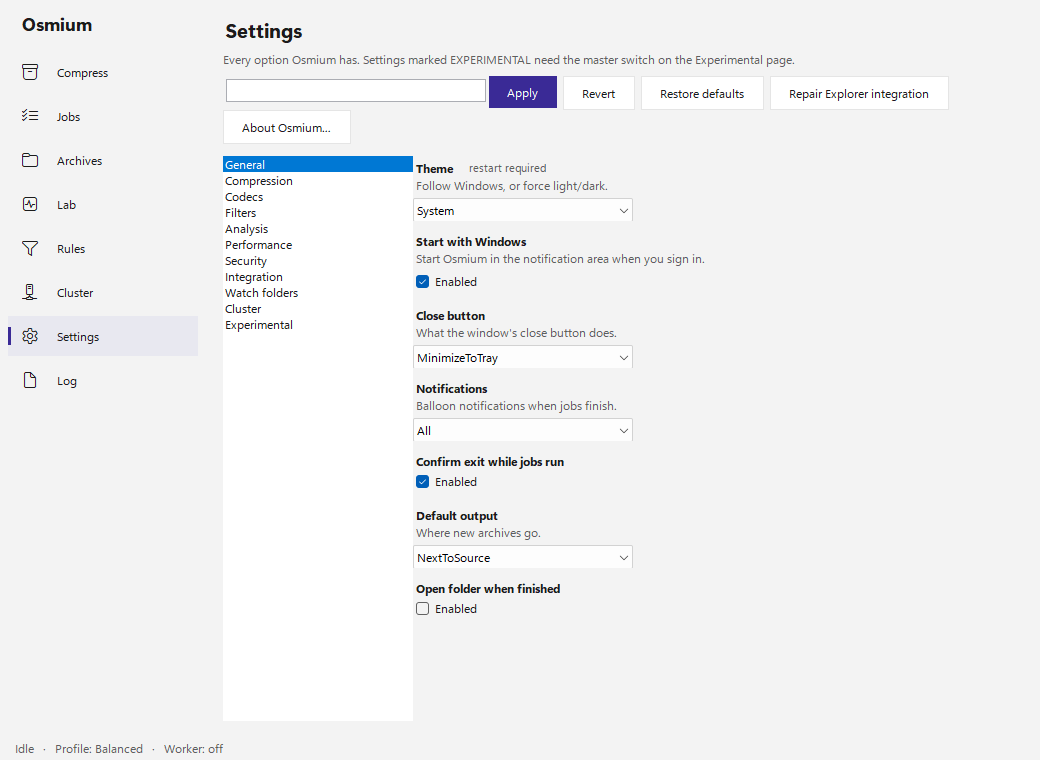 Osmium
Compress
Jobs
Archives
Lab
Rules
Cluster
Settings
Log
Settings
Every option Osmium has. Settings marked EXPERIMENTAL need the master switch on the Experimental page.
Apply
Revert
Restore defaults
Repair Explorer integration
About Osmium...
General
Compression
Codecs
Filters
Analysis
Performance
Security
Integration
Watch folders
Cluster
Experimental
Theme restart required
Follow Windows, or force light/dark.
System
Start with Windows
Start Osmium in the notification area when you sign in.
Enabled
Close button
What the window's close button does.
MinimizeToTray
Notifications
Balloon notifications when jobs finish.
All
Confirm exit while jobs run
Enabled
Default output
Where new archives go.
NextToSource
Open folder when finished
Enabled
Idle · Profile: Balanced · Worker: off